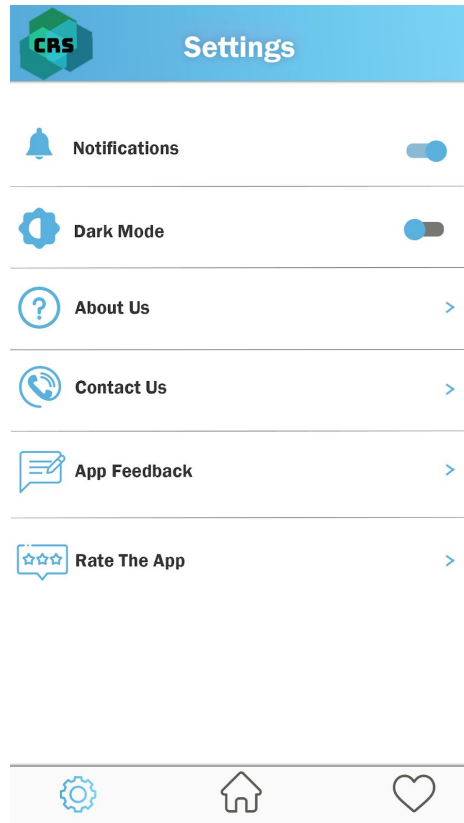 CRS
Settings
Notifications
Dark Mode
? About Us
>
Contact Us
>
App Feedback
>
Rate The App
>